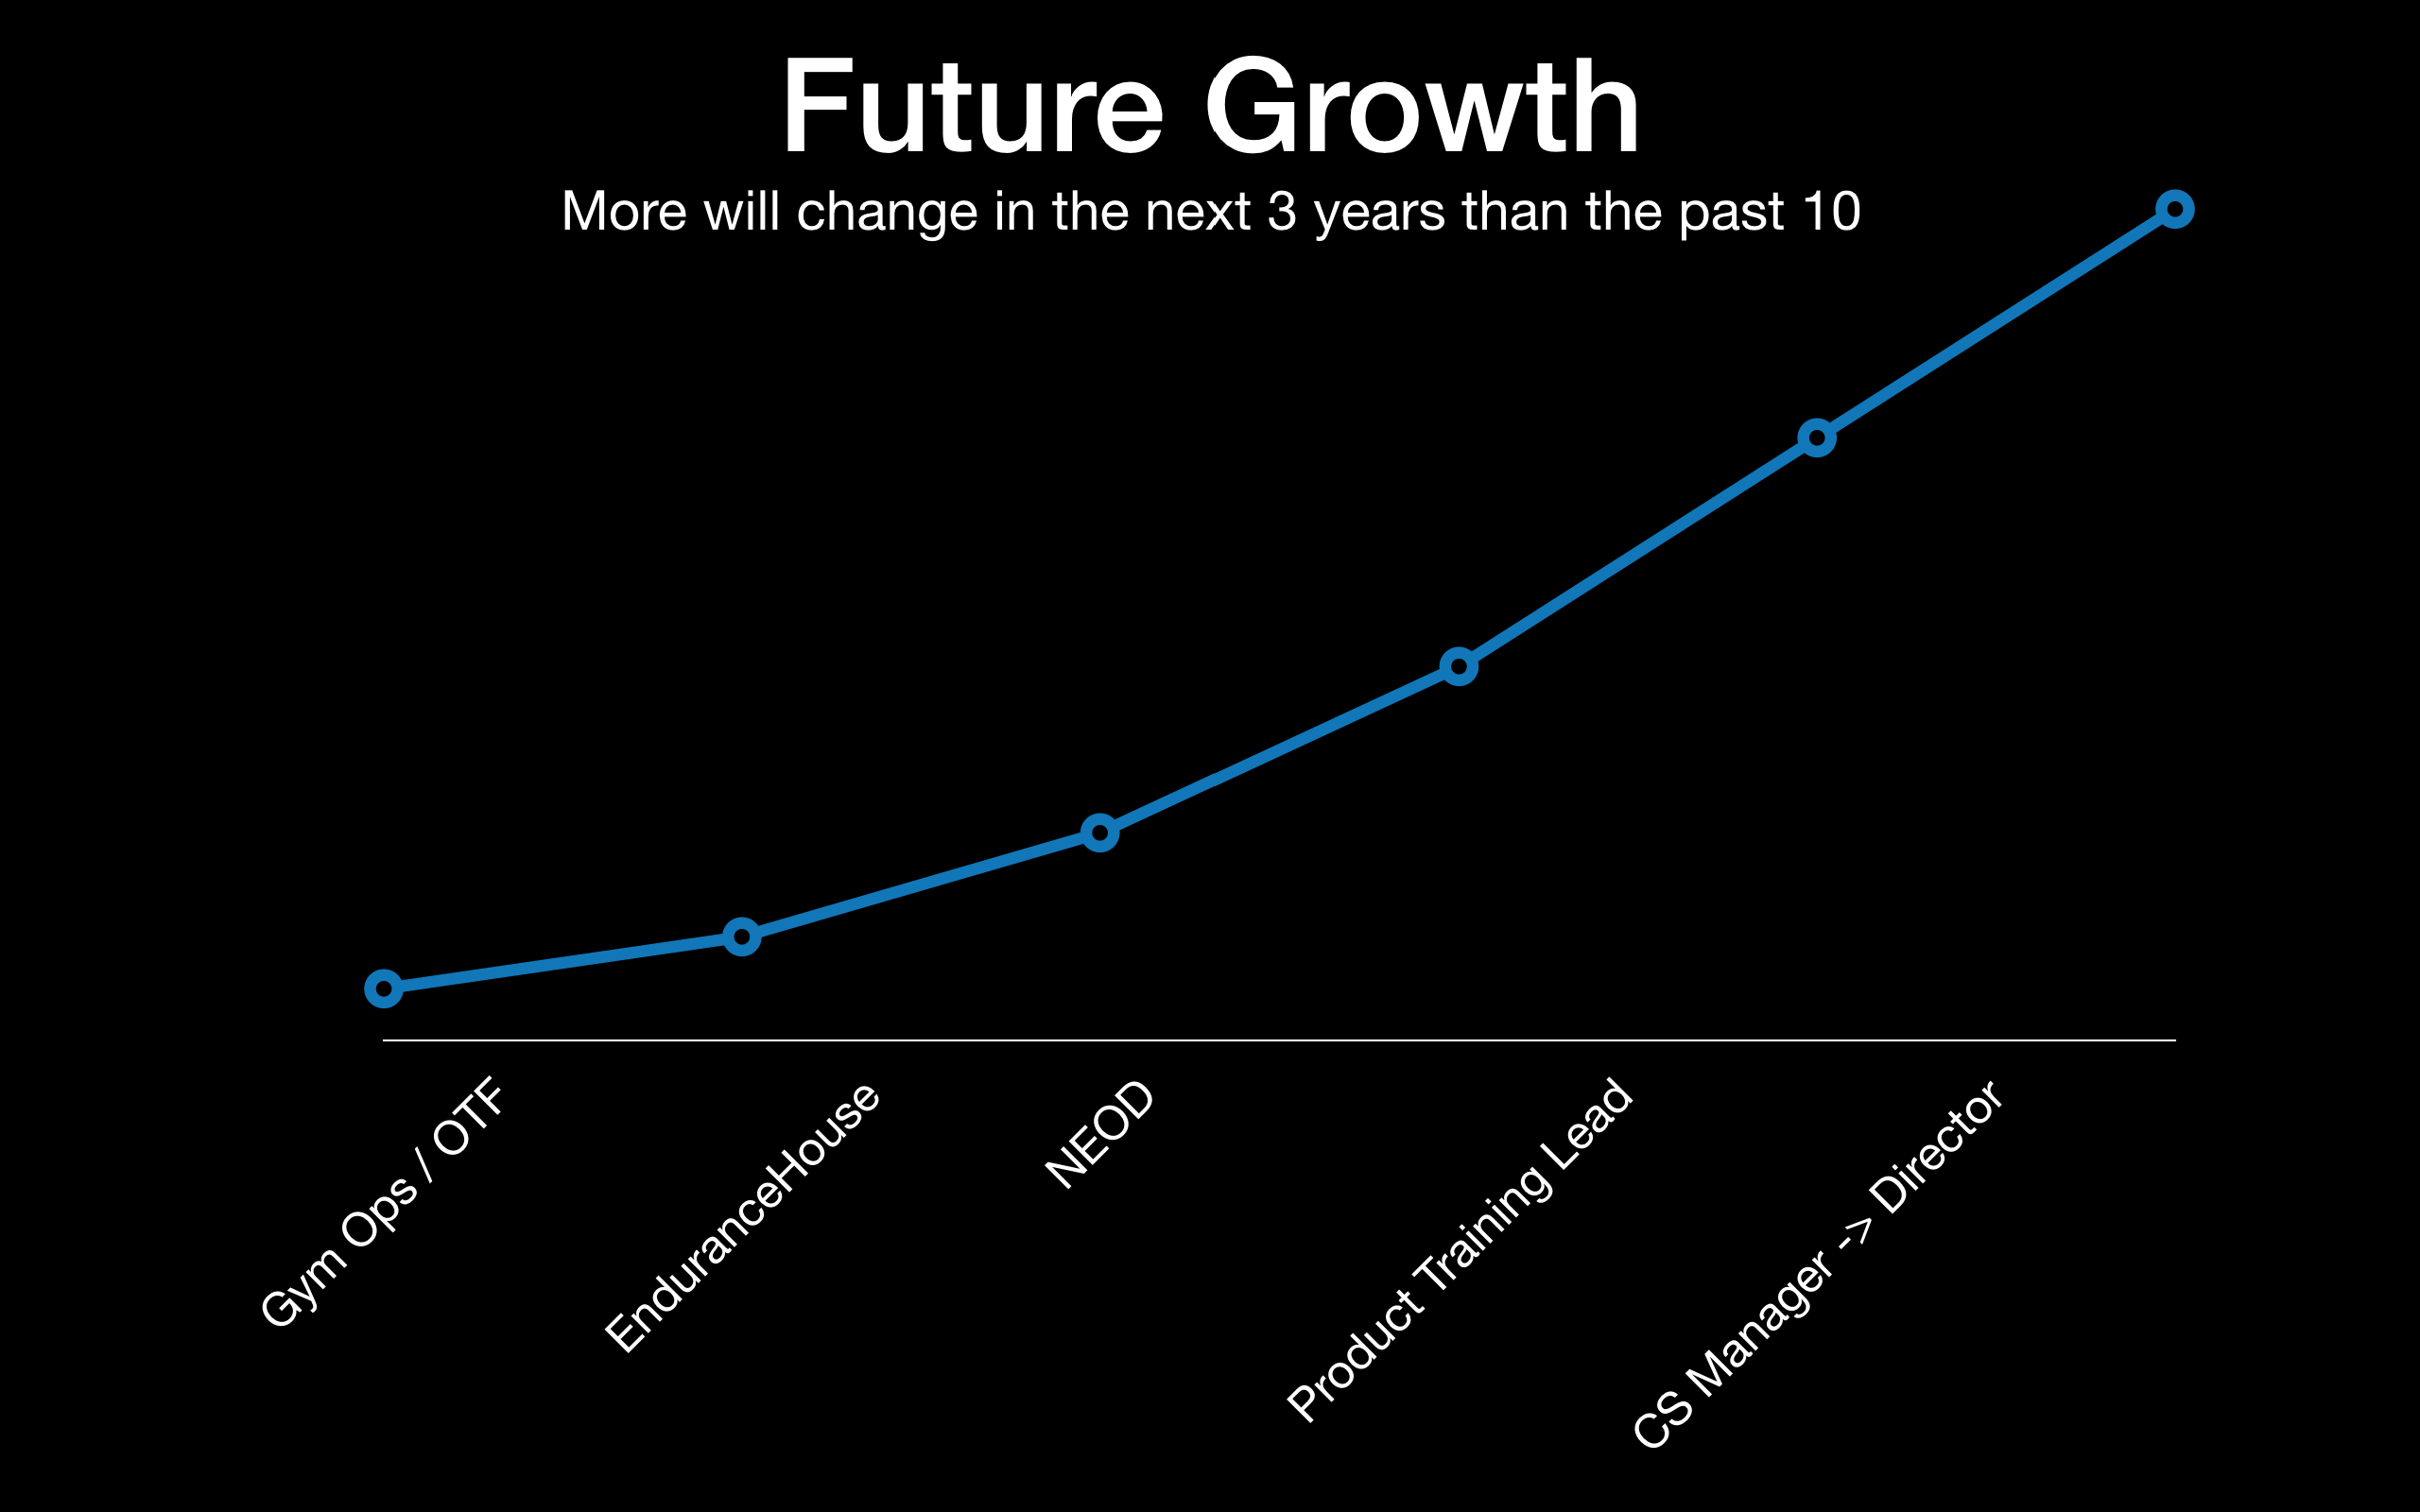 Future Growth
More will change in the next 3 years than the past 10
Gym Ops / OTF
EnduranceHouse
NEOD
Product Training Lead
CS Manager -> Director